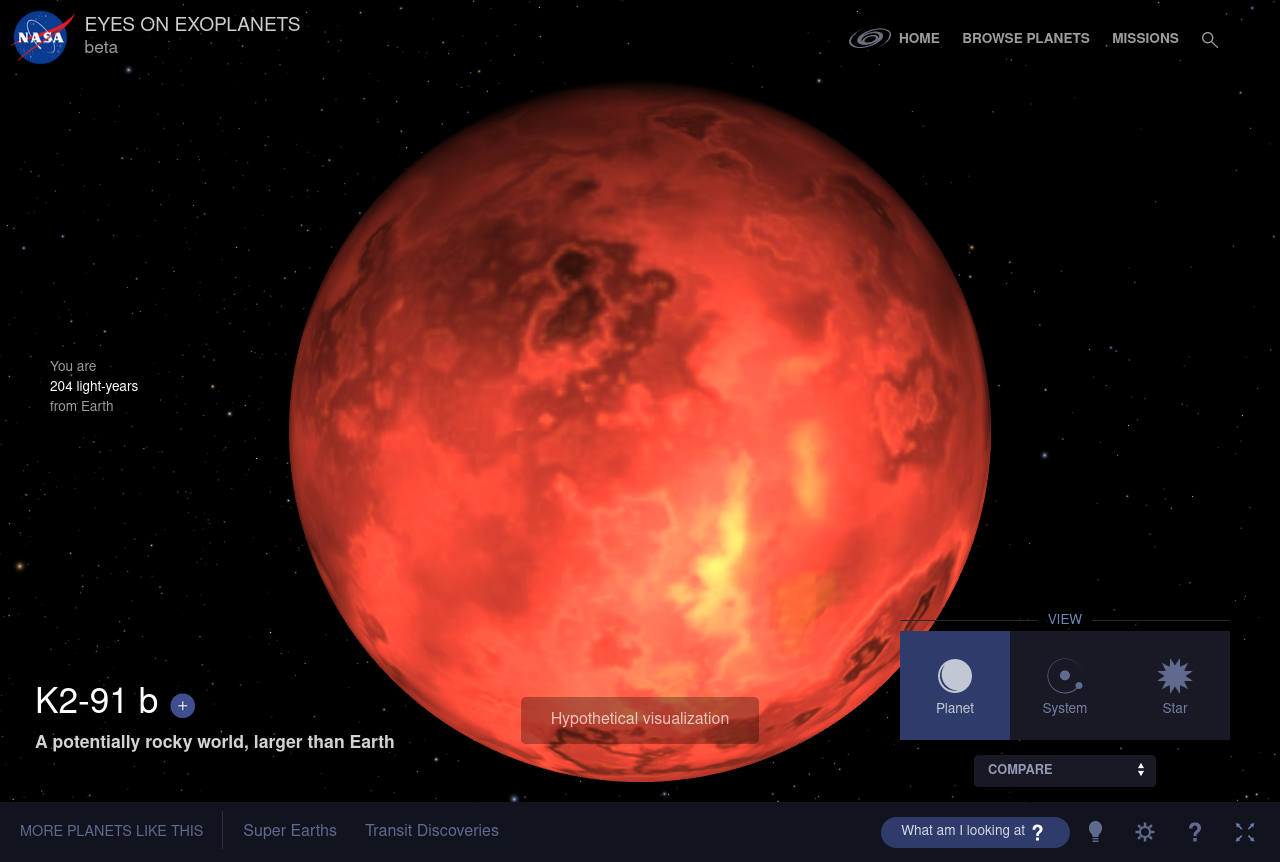 NASA
EYES ON EXOPLANETS
beta
HOME
BROWSE PLANETS
MISSIONS
You are
204 light-years
from Earth
VIEW
Planet
System
Star
K2-91 b +
A potentially rocky world, larger than Earth
Hypothetical visualization
COMPARE
MORE PLANETS LIKE THIS
Super Earths
Transit Discoveries
What am I looking at ?
?